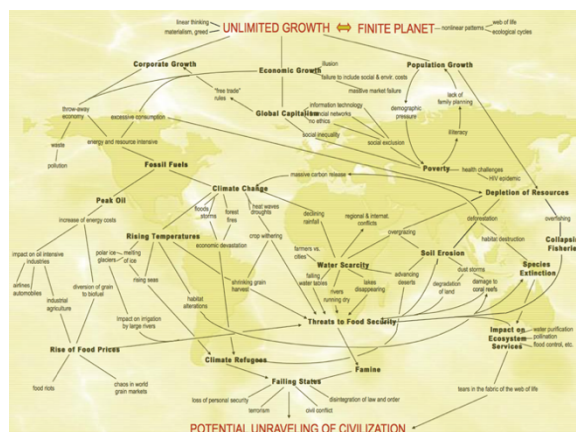 linear thinking
materialism, greed
UNLIMITED GROWTH
FINITE PLANET
nonlinear patterns
web of life
ecological cycles
Corporate Growth
Economic Growth
illusion
failure to include social & envir. costs
massive market failure
Population Growth
"free trade"
rules
Global Capitalism
information technology
financial networks
no ethics
social inequality
social exclusion
demographic
pressure
lack of
family planning
illiteracy
throw-away
economy
excessive consumption
waste
pollution
energy and resource intensive
Poverty
health challenges
HIV epidemic
Fossil Fuels
massive carbon release
Climate Change
Depletion of Resources
Peak Oil
floods
storms
forest
fires
heat waves
droughts
declining
rainfall
regional & internat.
conflicts
deforestation
overfishing
increase of energy costs
Rising Temperatures
economic devastation
crop withering
farmers vs.
cities
overgrazing
habitat destruction
Collapsing
Fisheries
impact on oil intensive
industries
polar ice
glaciers
melting
of ice
Water Scarcity
Soil Erosion
Species
Extinction
airlines
automobiles
diversion of grain
to biofuel
rising seas
shrinking grain
harvest
falling
water tables
lakes
disappearing
advancing
deserts
degradation
of land
dust storms
damage to
coral reefs
industrial
agriculture
habitat
alterations
rivers
running dry
impact on irrigation
by large rivers
Threats to Food Security
Impact on
Ecosystem
Services
water purification
pollination
flood control, etc.
Rise of Food Prices
Climate Refugees
Famine
food riots
chaos in world
grain markets
Failing States
tears in the fabric of the web of life
loss of personal security
terrorism
civil conflict
disintegration of law and order
POTENTIAL UNRAVELING OF CIVILIZATION